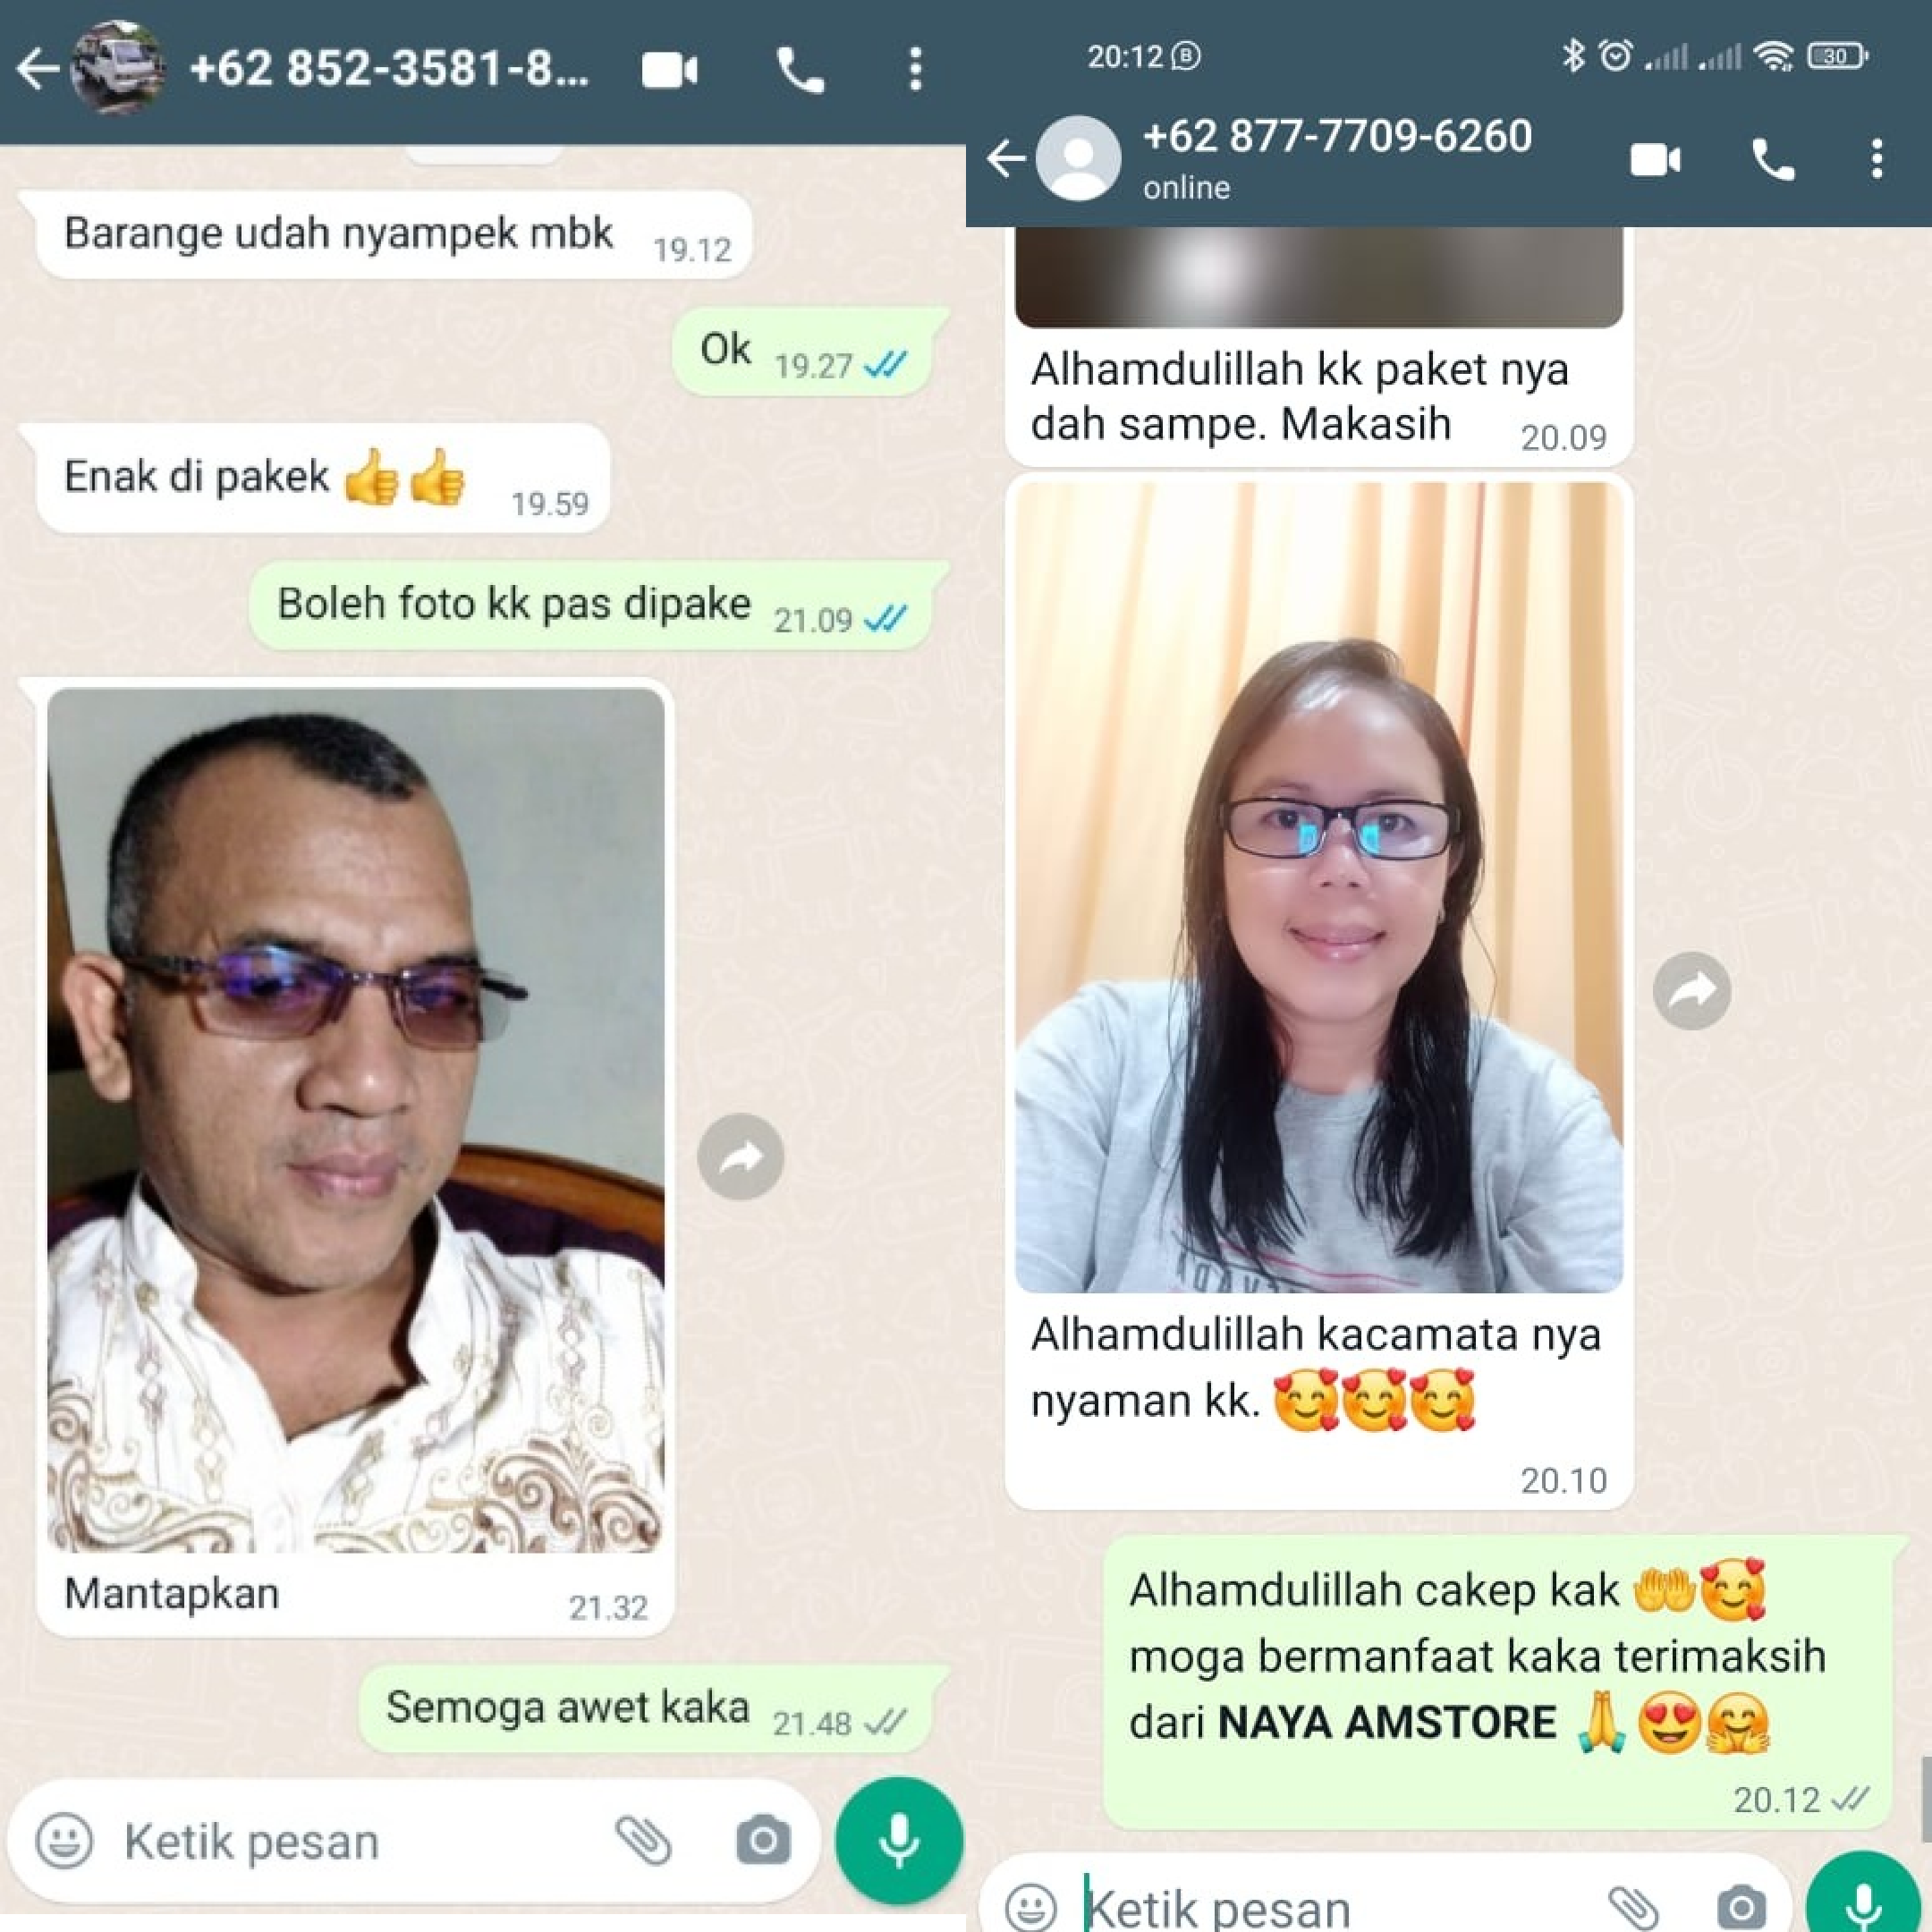 +62 852-3581-8...
Barange udah nyampek mbk 19.12
Ok 19.27
Enak di pakek 👍👍 19.59
Boleh foto kk pas dipake 21.09
Mantapkan 21.32
Semoga awet kaka 21.48
Ketik pesan
20:12
30
+62 877-7709-6260
online
Alhamdulillah kk paket nya
dah sampe. Makasih 20.09
Alhamdulillah kacamata nya
nyaman kk. 🥰🥰🥰
20.10
Alhamdulillah cakep kak 🤲🥰
moga bermanfaat kaka terimaksih
dari NAYA AMSTORE 🙏😍🤗
20.12
Ketik pesan